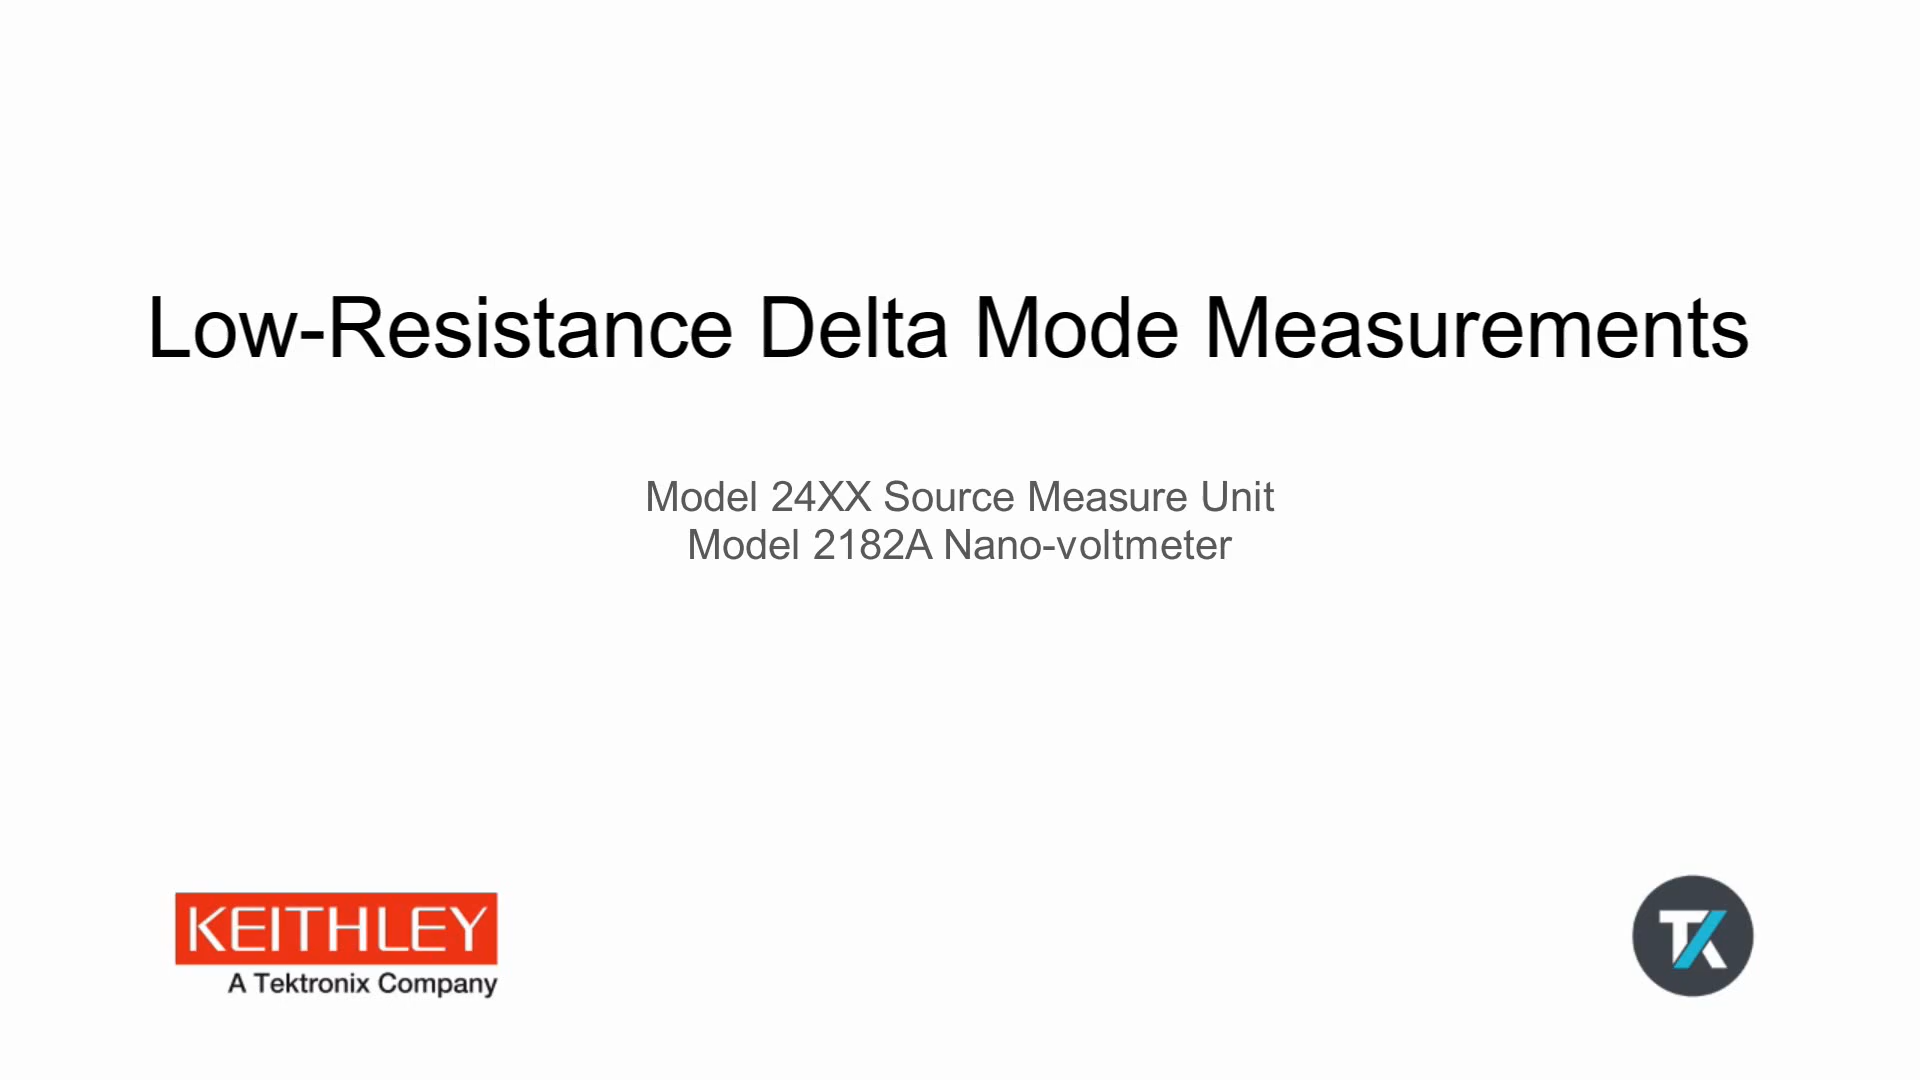 Low-Resistance Delta Mode Measurements
Model 24XX Source Measure Unit
Model 2182A Nano-voltmeter
KEITHLEY
A Tektronix Company
TK